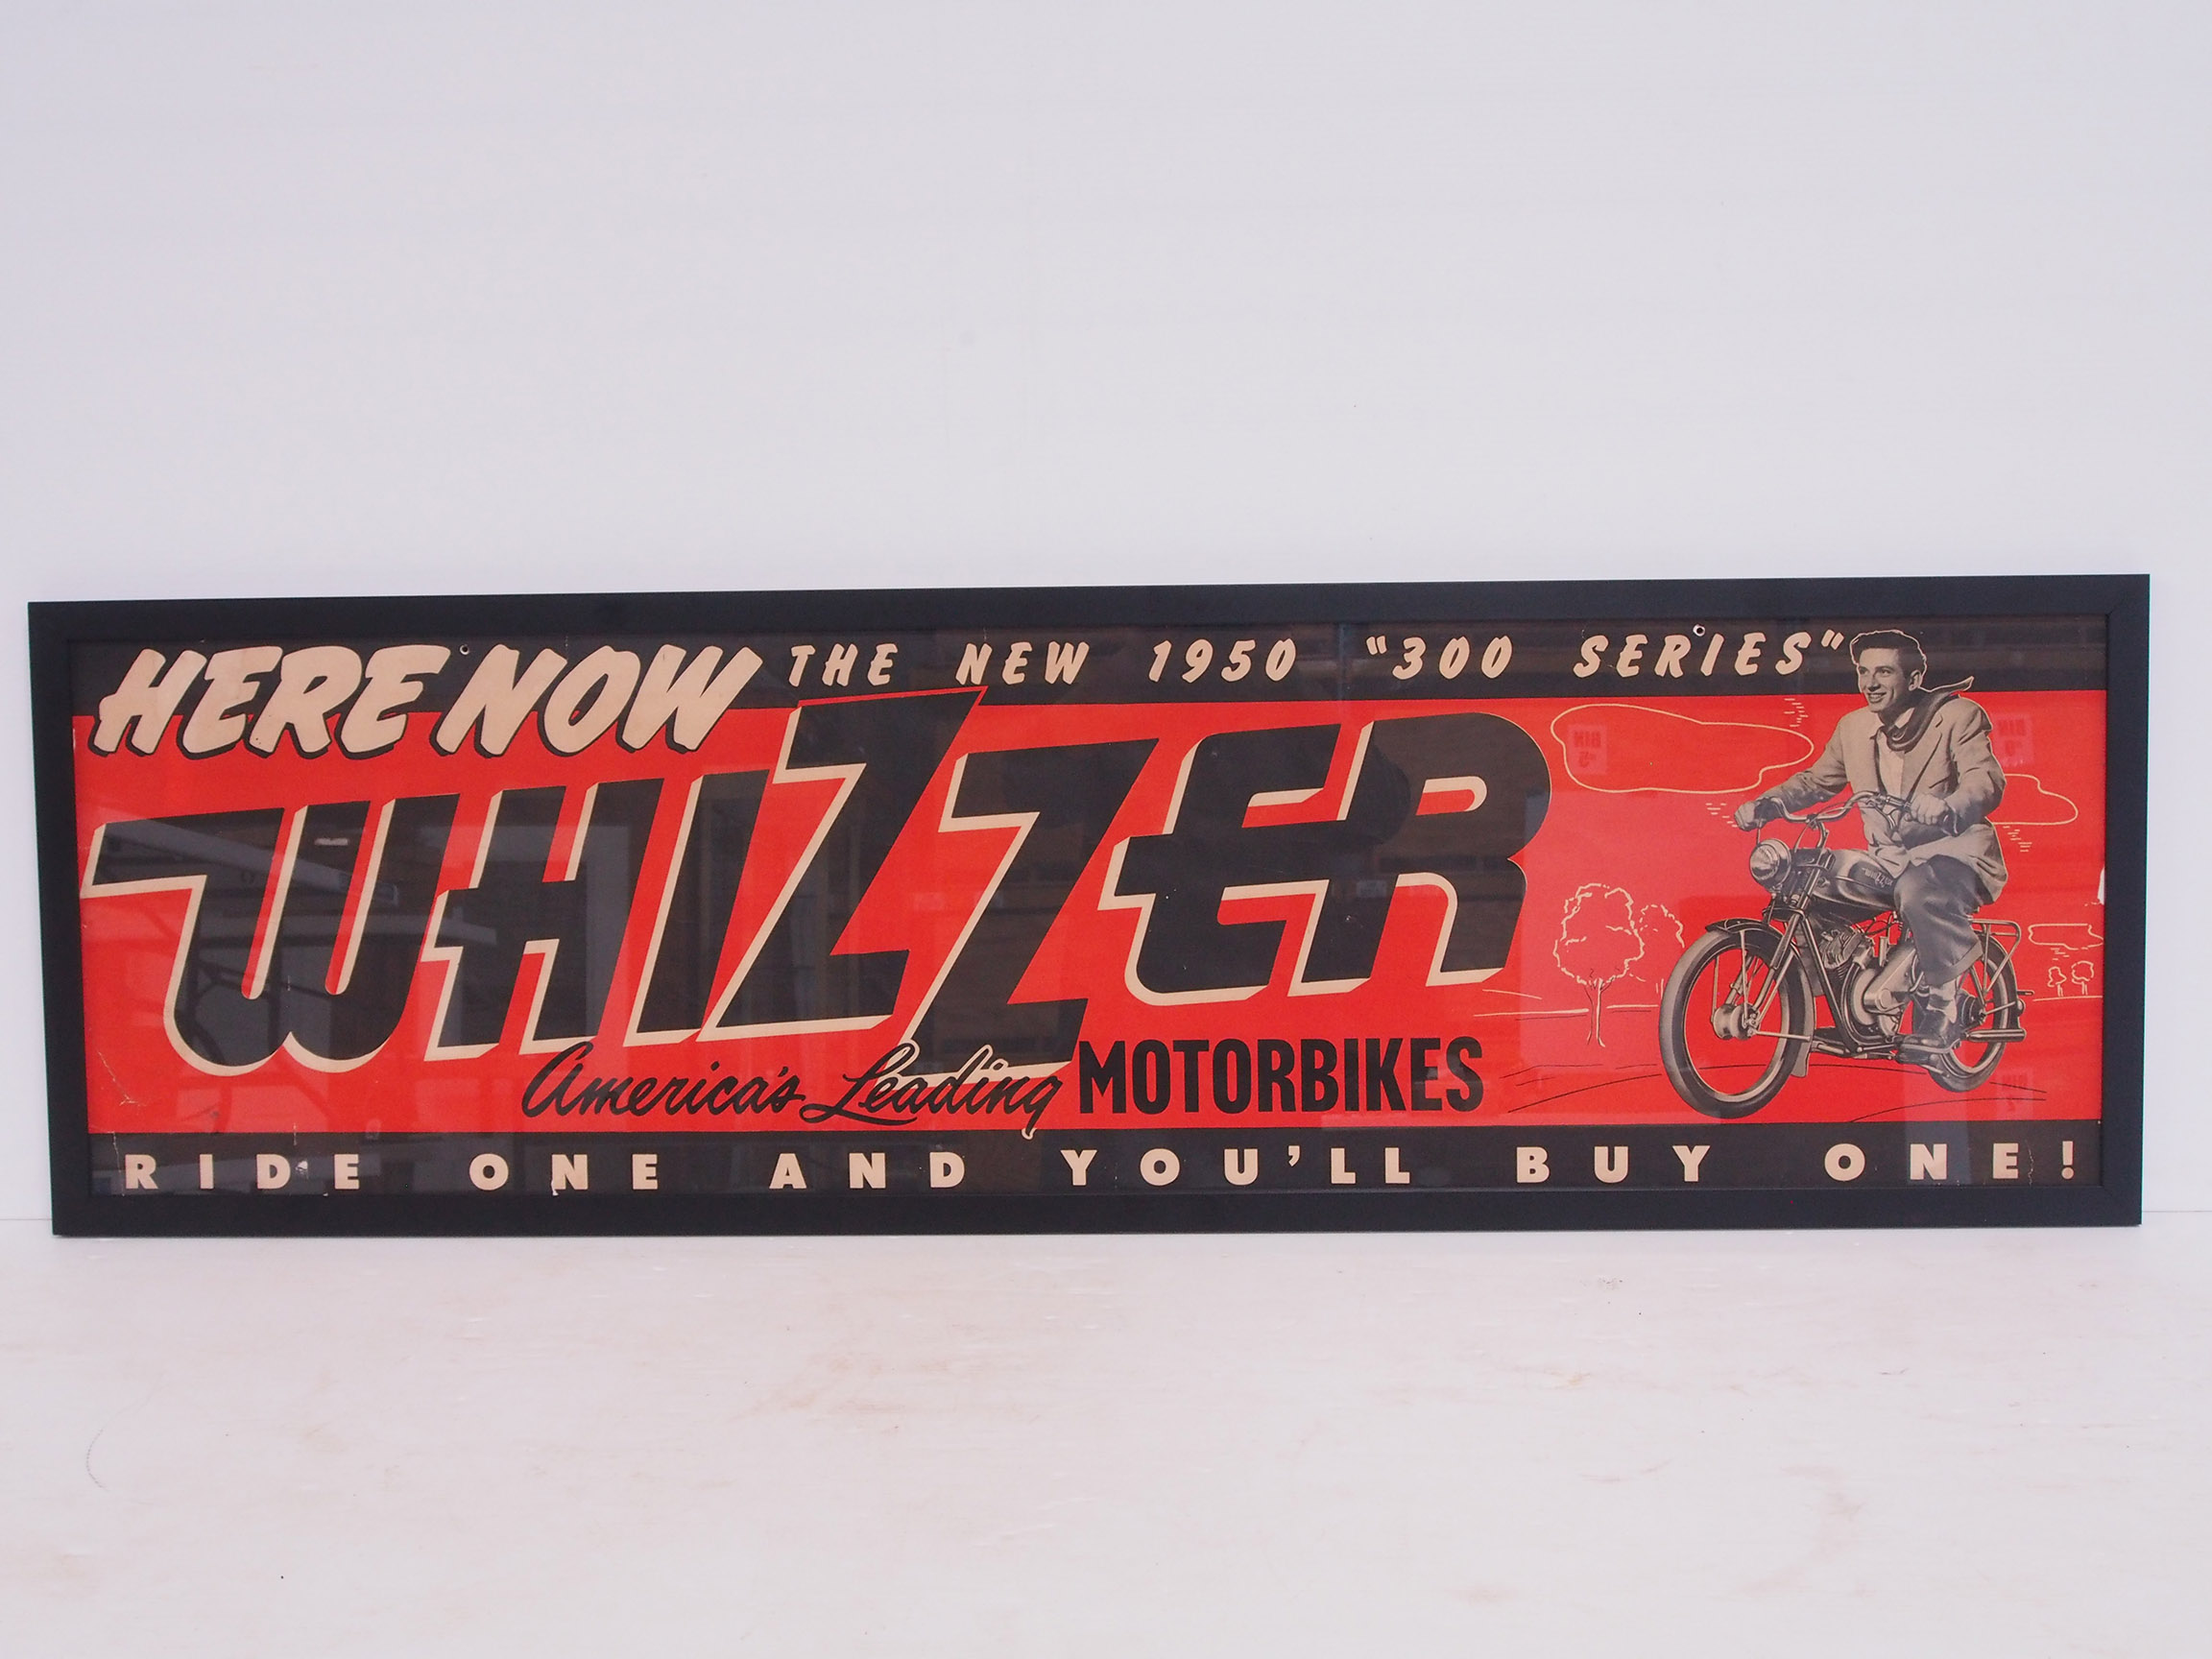 HERE NOW THE NEW 1950 "300 SERIES"
WHIZZER
America's Leading MOTORBIKES
RIDE ONE AND YOU'LL BUY ONE!